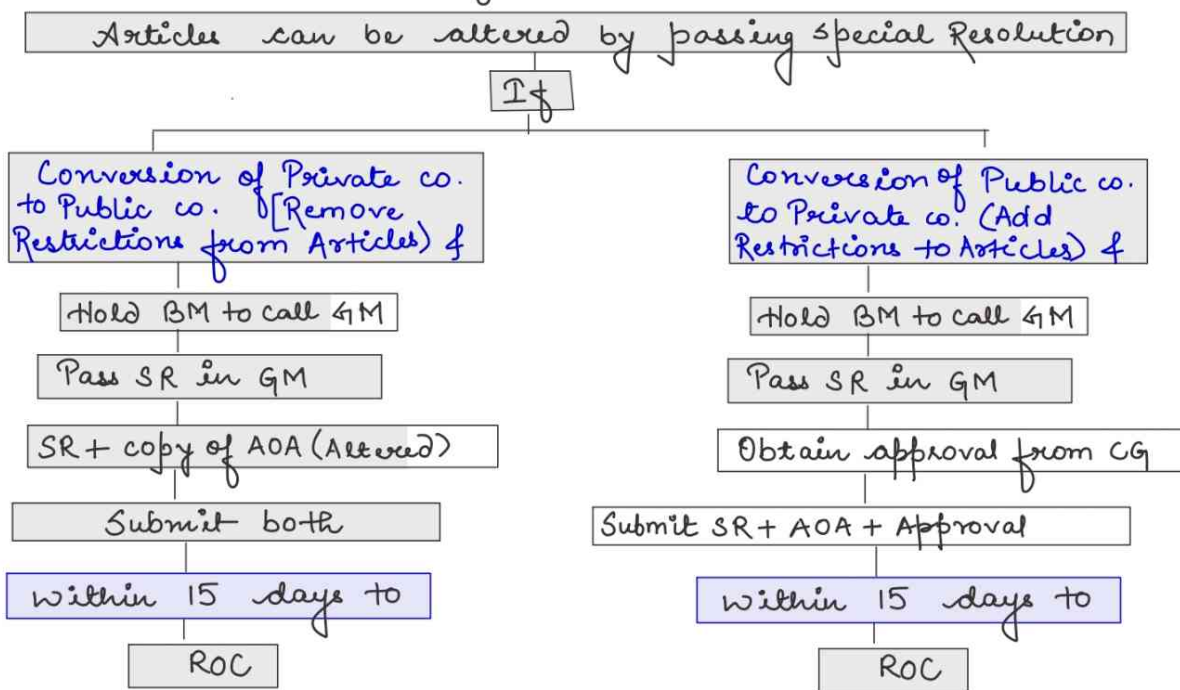 Articles can be altered by passing special Resolution
If
Conversion of Private co.
to Public co. [Remove
Restrictions from Articles) &
Hold BM to call GM
Pass SR in GM
SR + copy of AOA (Altered)
Submit both
within 15 days to
ROC
Conversion of Public co.
to Private co. (Add
Restrictions to Articles) &
Hold BM to call GM
Pass SR in GM
Obtain approval from CG
Submit SR + AOA + Approval
within 15 days to
ROC